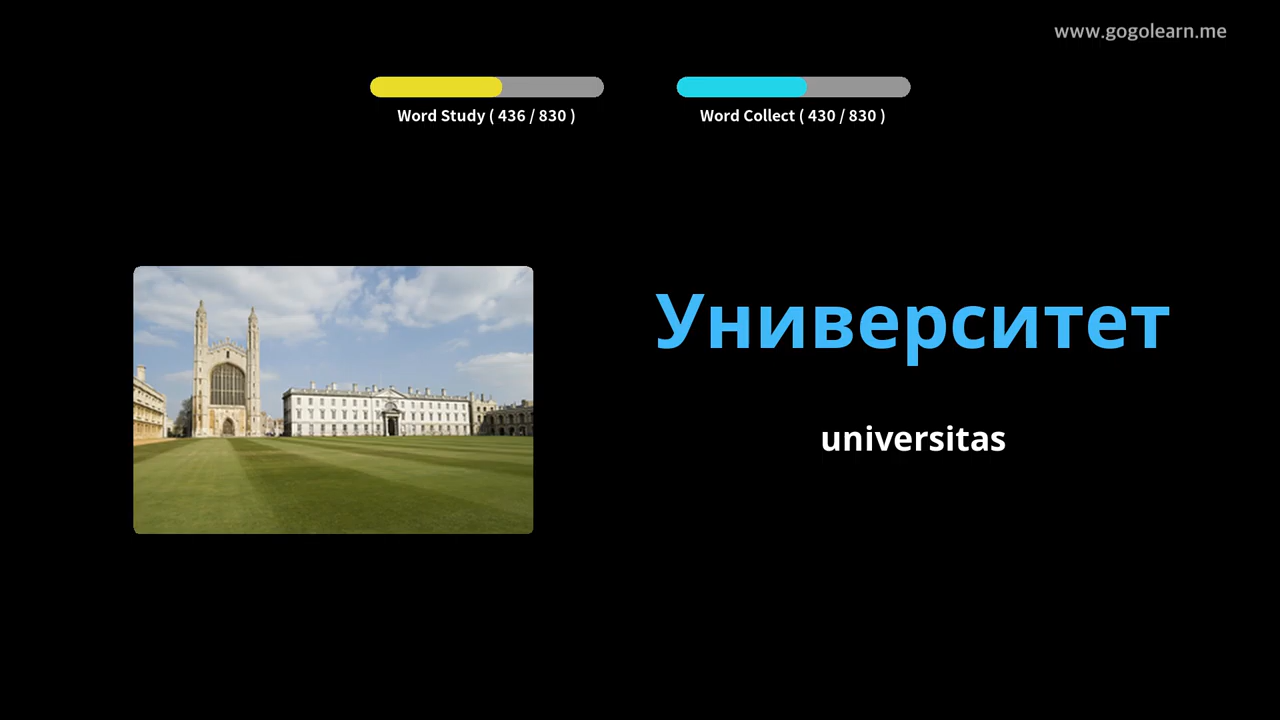 www.gogolearn.me
Word Study ( 436 / 830 )
Word Collect ( 430 / 830 )
Университет
universitas